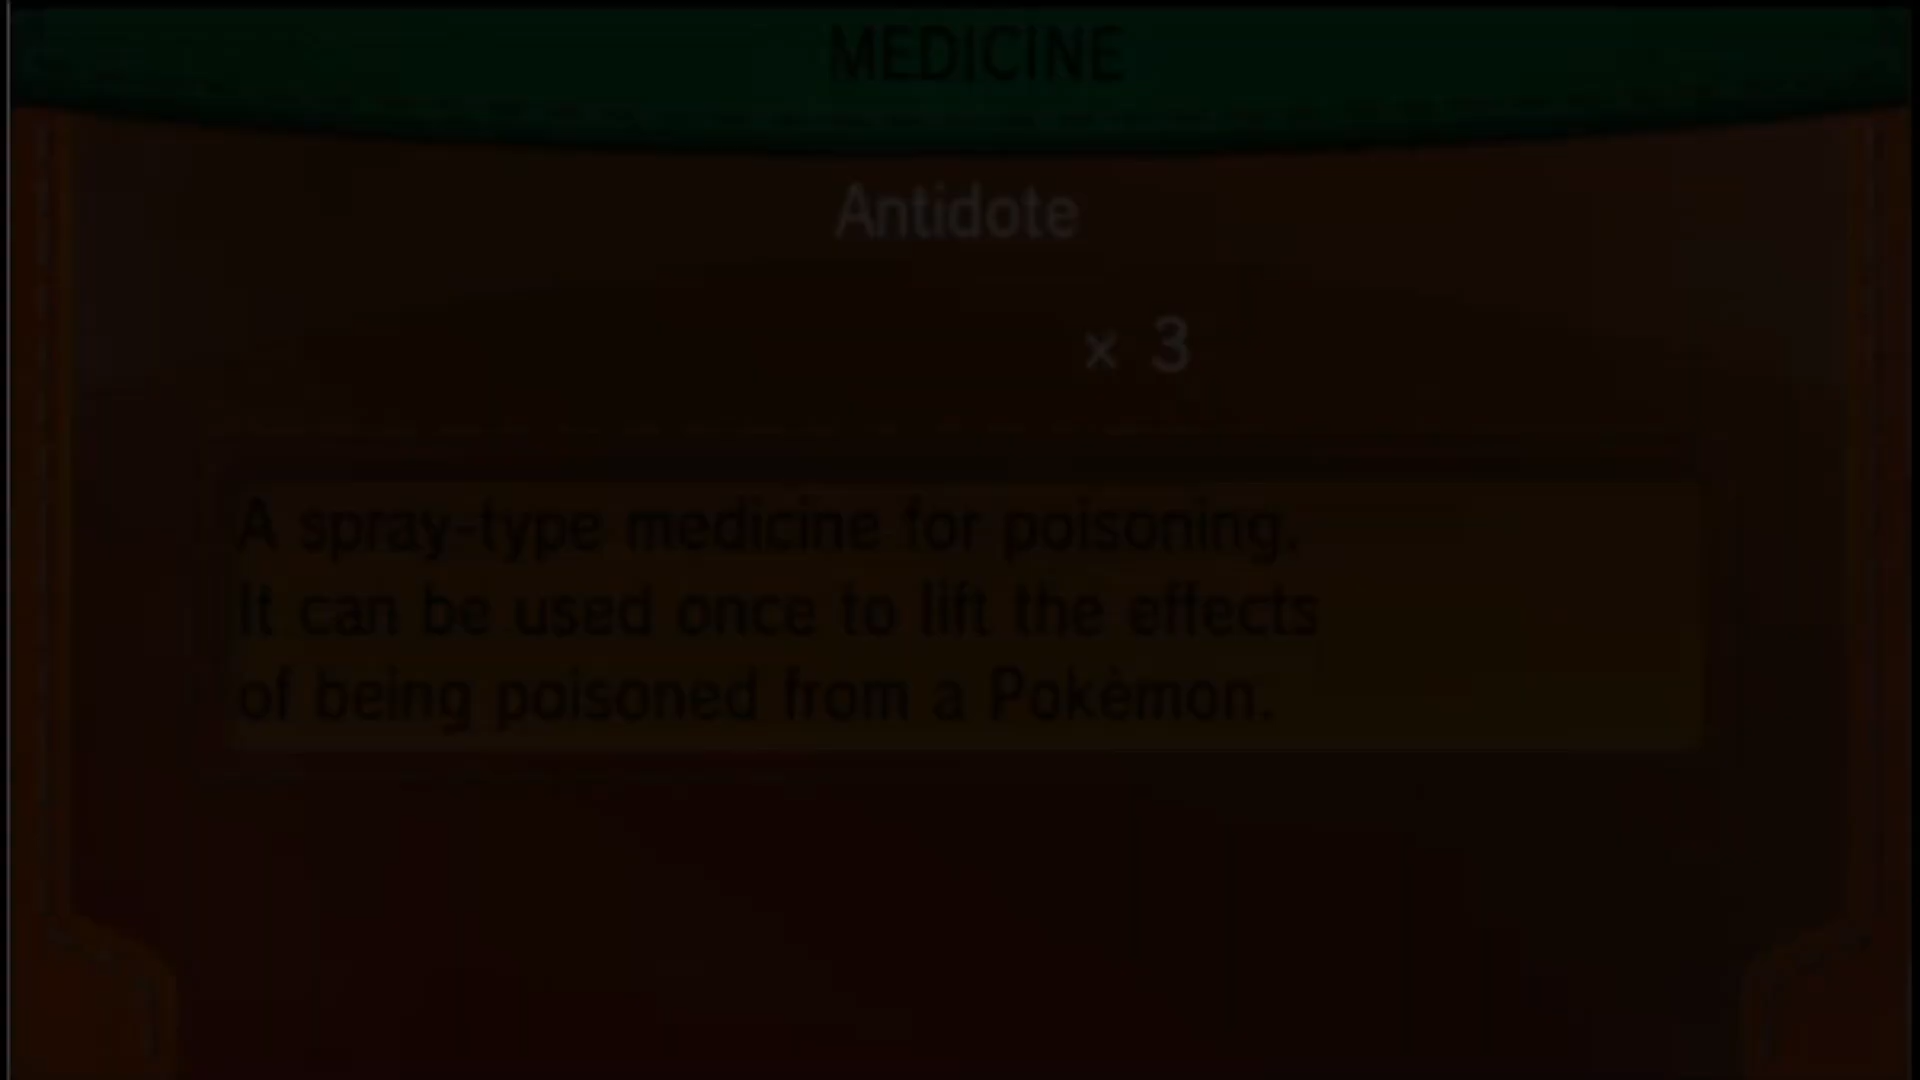 MEDICINE
Antidote
× 3
A spray-type medicine for poisoning.
It can be used once to lift the effects
of being poisoned from a Pokémon.